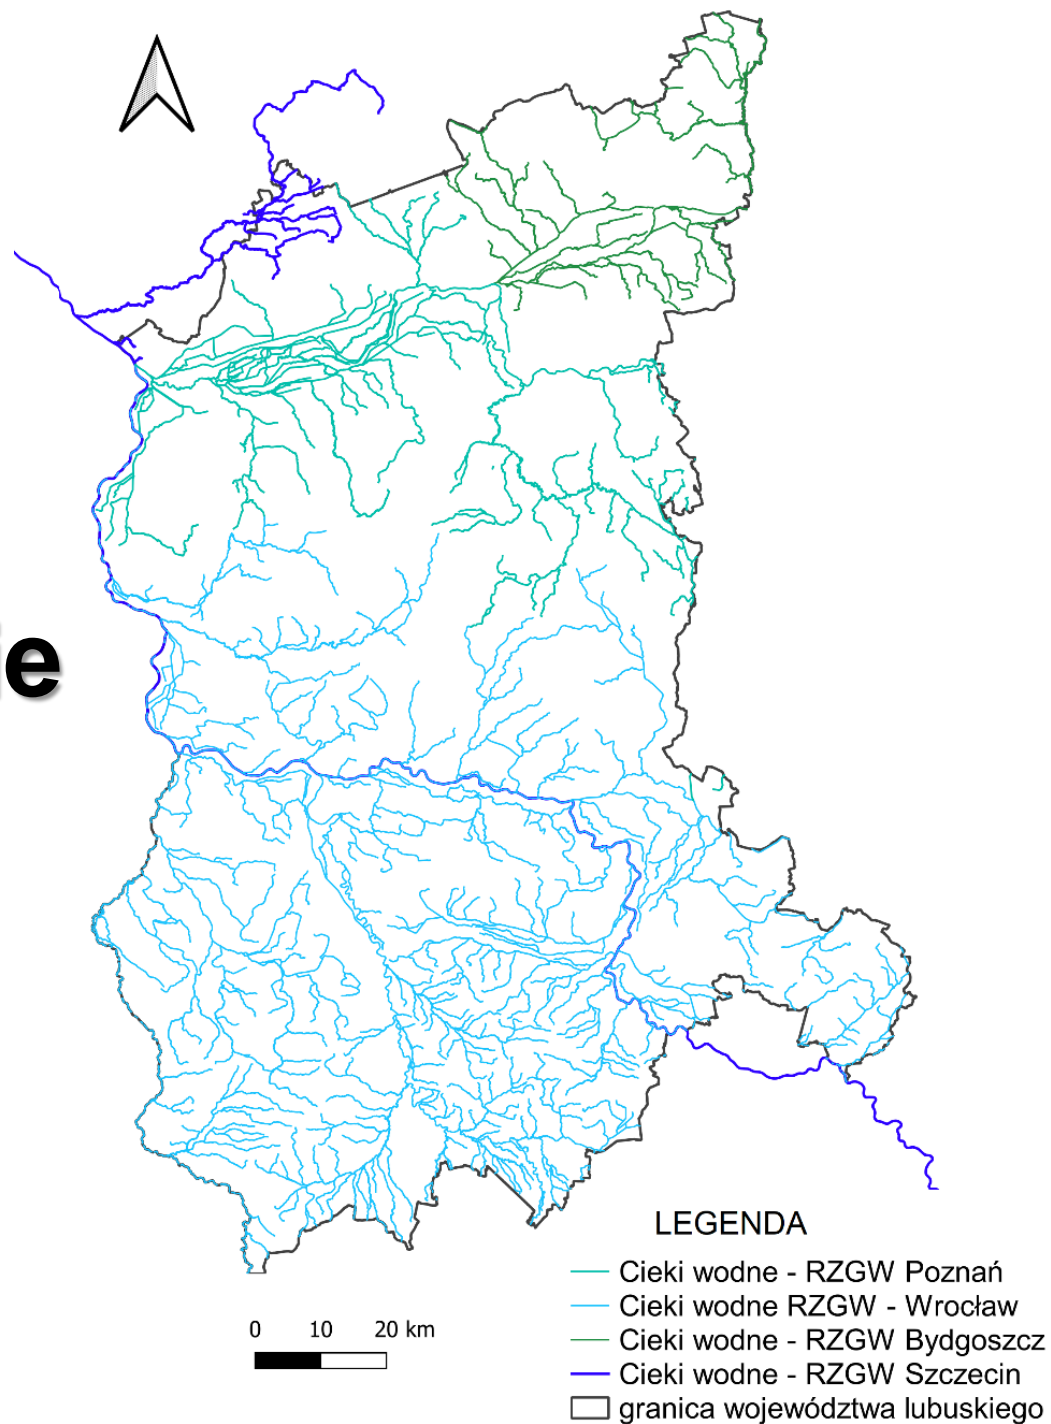 e
LEGENDA
Cieki wodne - RZGW Poznań
Cieki wodne RZGW - Wrocław
Cieki wodne - RZGW Bydgoszcz
Cieki wodne - RZGW Szczecin
granica województwa lubuskiego
0 10 20 km